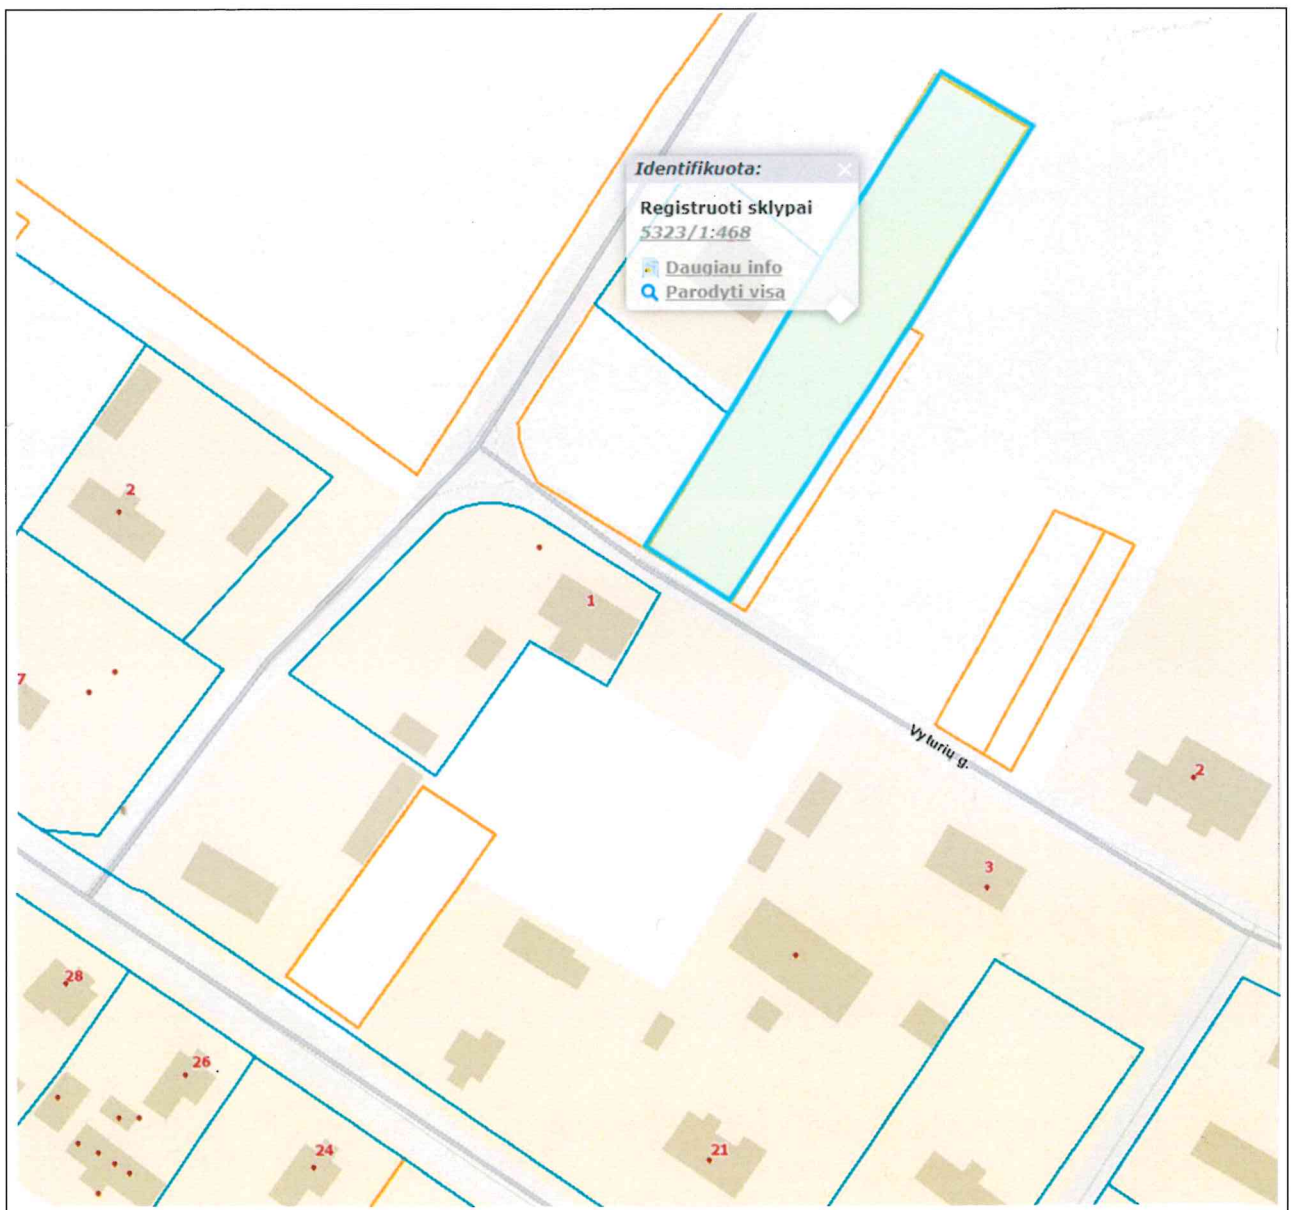 Identifikuota:
Registruoti sklypai
5323/1:468
Daugiau info
Parodyti visą
2
1
7
Vyturių g.
2
3
28
26
24
21